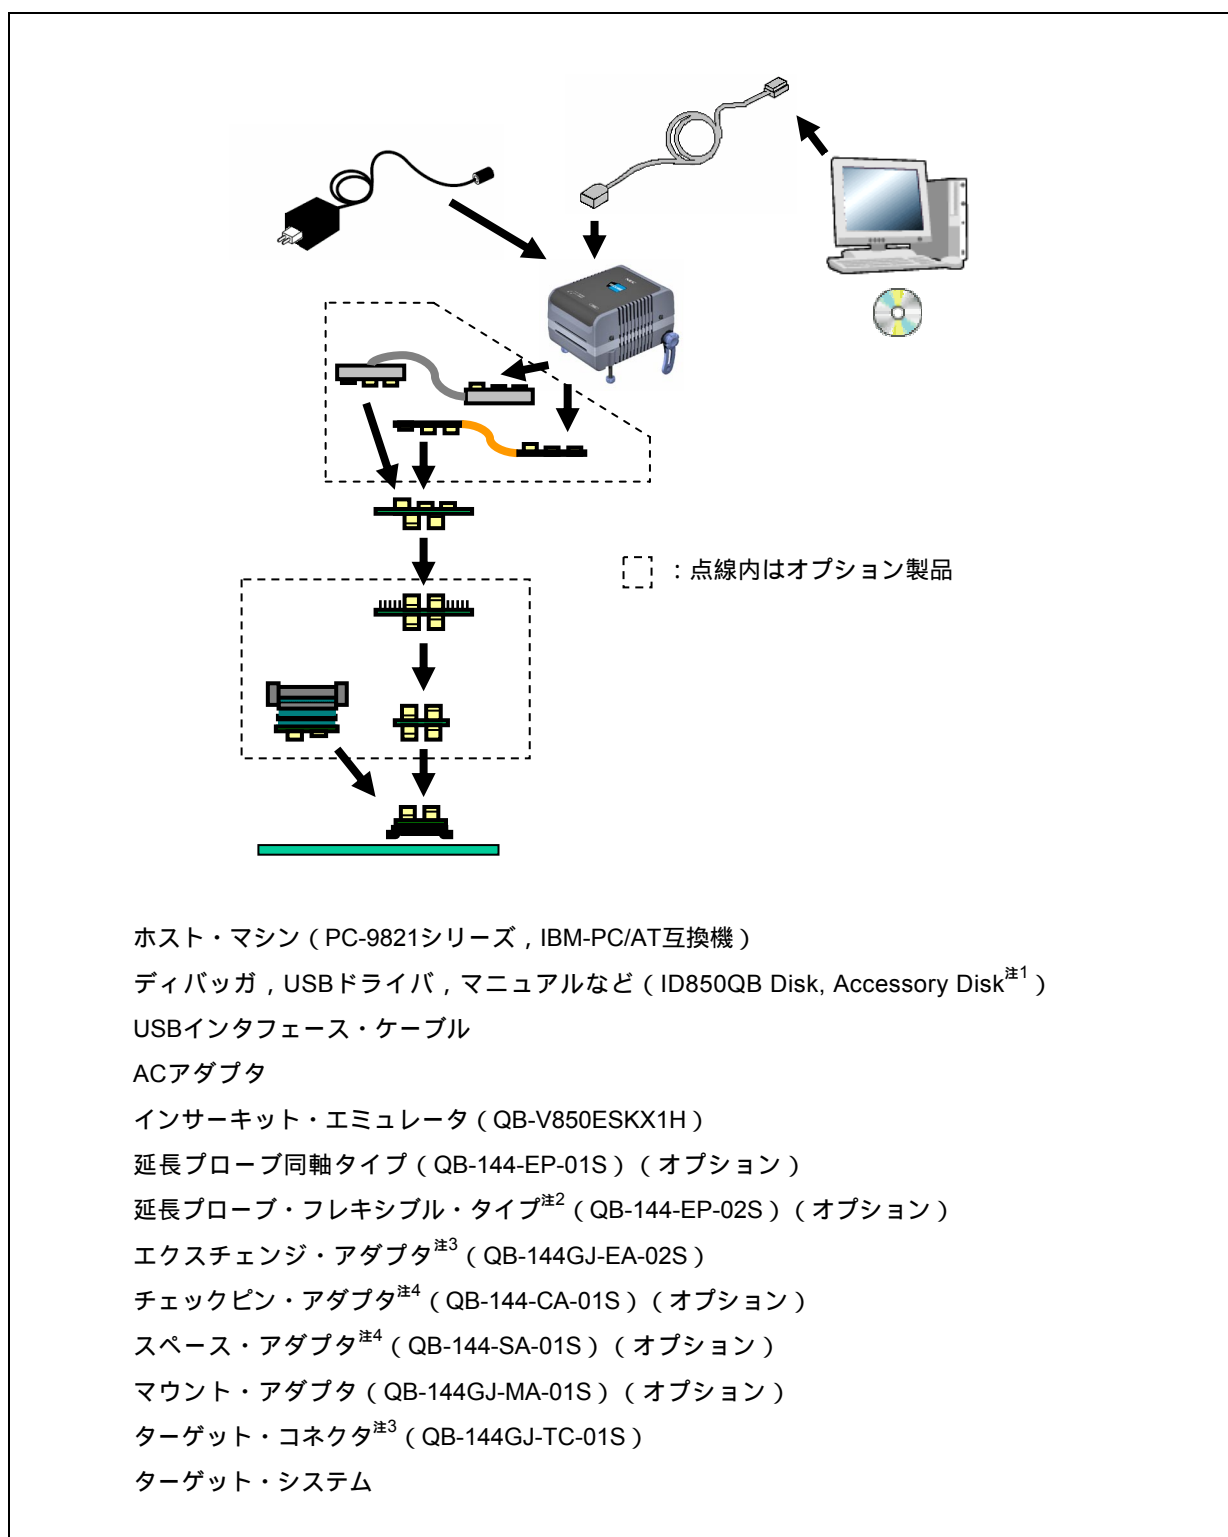 ：点線内はオプション製品
ホスト・マシン（PC-9821シリーズ，IBM-PC/AT互換機）
ディバッガ，USBドライバ，マニュアルなど（ID850QB Disk, Accessory Disk注1）
USBインタフェース・ケーブル
ACアダプタ
インサーキット・エミュレータ（QB-V850ESKX1H）
延長プローブ同軸タイプ（QB-144-EP-01S）（オプション）
延長プローブ・フレキシブル・タイプ注2（QB-144-EP-02S）（オプション）
エクスチェンジ・アダプタ注3（QB-144GJ-EA-02S）
チェックピン・アダプタ注4（QB-144-CA-01S）（オプション）
スペース・アダプタ注4（QB-144-SA-01S）（オプション）
マウント・アダプタ（QB-144GJ-MA-01S）（オプション）
ターゲット・コネクタ注3（QB-144GJ-TC-01S）
ターゲット・システム